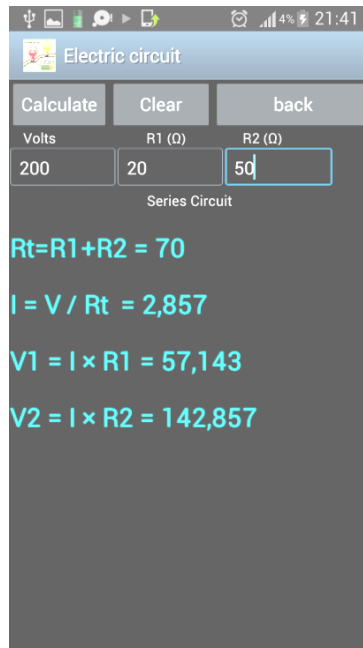 4% 21:41
Electric circuit
Calculate Clear back
Volts R1 (Ω) R2 (Ω)
200 20 50
Series Circuit
Rt=R1+R2 = 70
I = V / Rt = 2,857
V1 = I × R1 = 57,143
V2 = I × R2 = 142,857